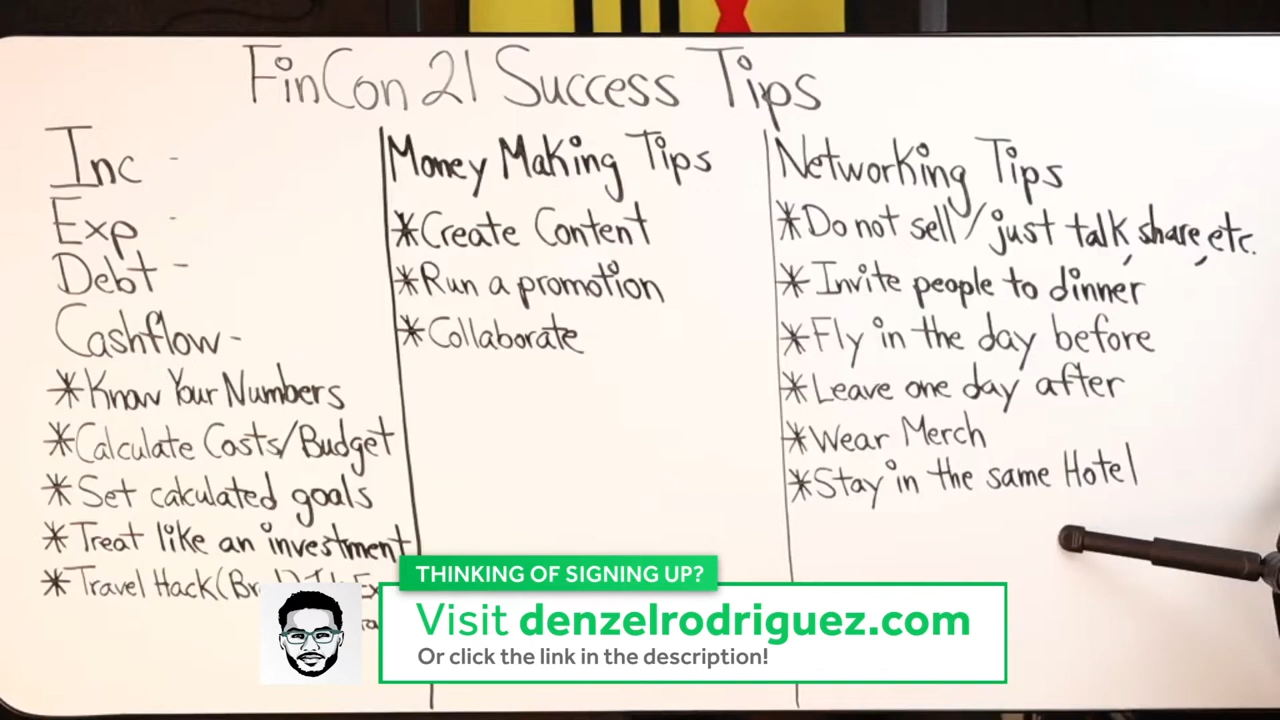 FinCon 21 Success Tips
Inc -
Exp -
Debt -
Cashflow -
*Know Your Numbers
*Calculate Costs/Budget
*Set calculated goals
*Treat like an investment
*Travel Hack
Money Making Tips
*Create Content
*Run a promotion
*Collaborate
Networking Tips
*Do not sell/just talk, share, etc.
*Invite people to dinner
*Fly in the day before
*Leave one day after
*Wear Merch
*Stay in the same Hotel
THINKING OF SIGNING UP?
Visit denzelrodriguez.com
Or click the link in the description!